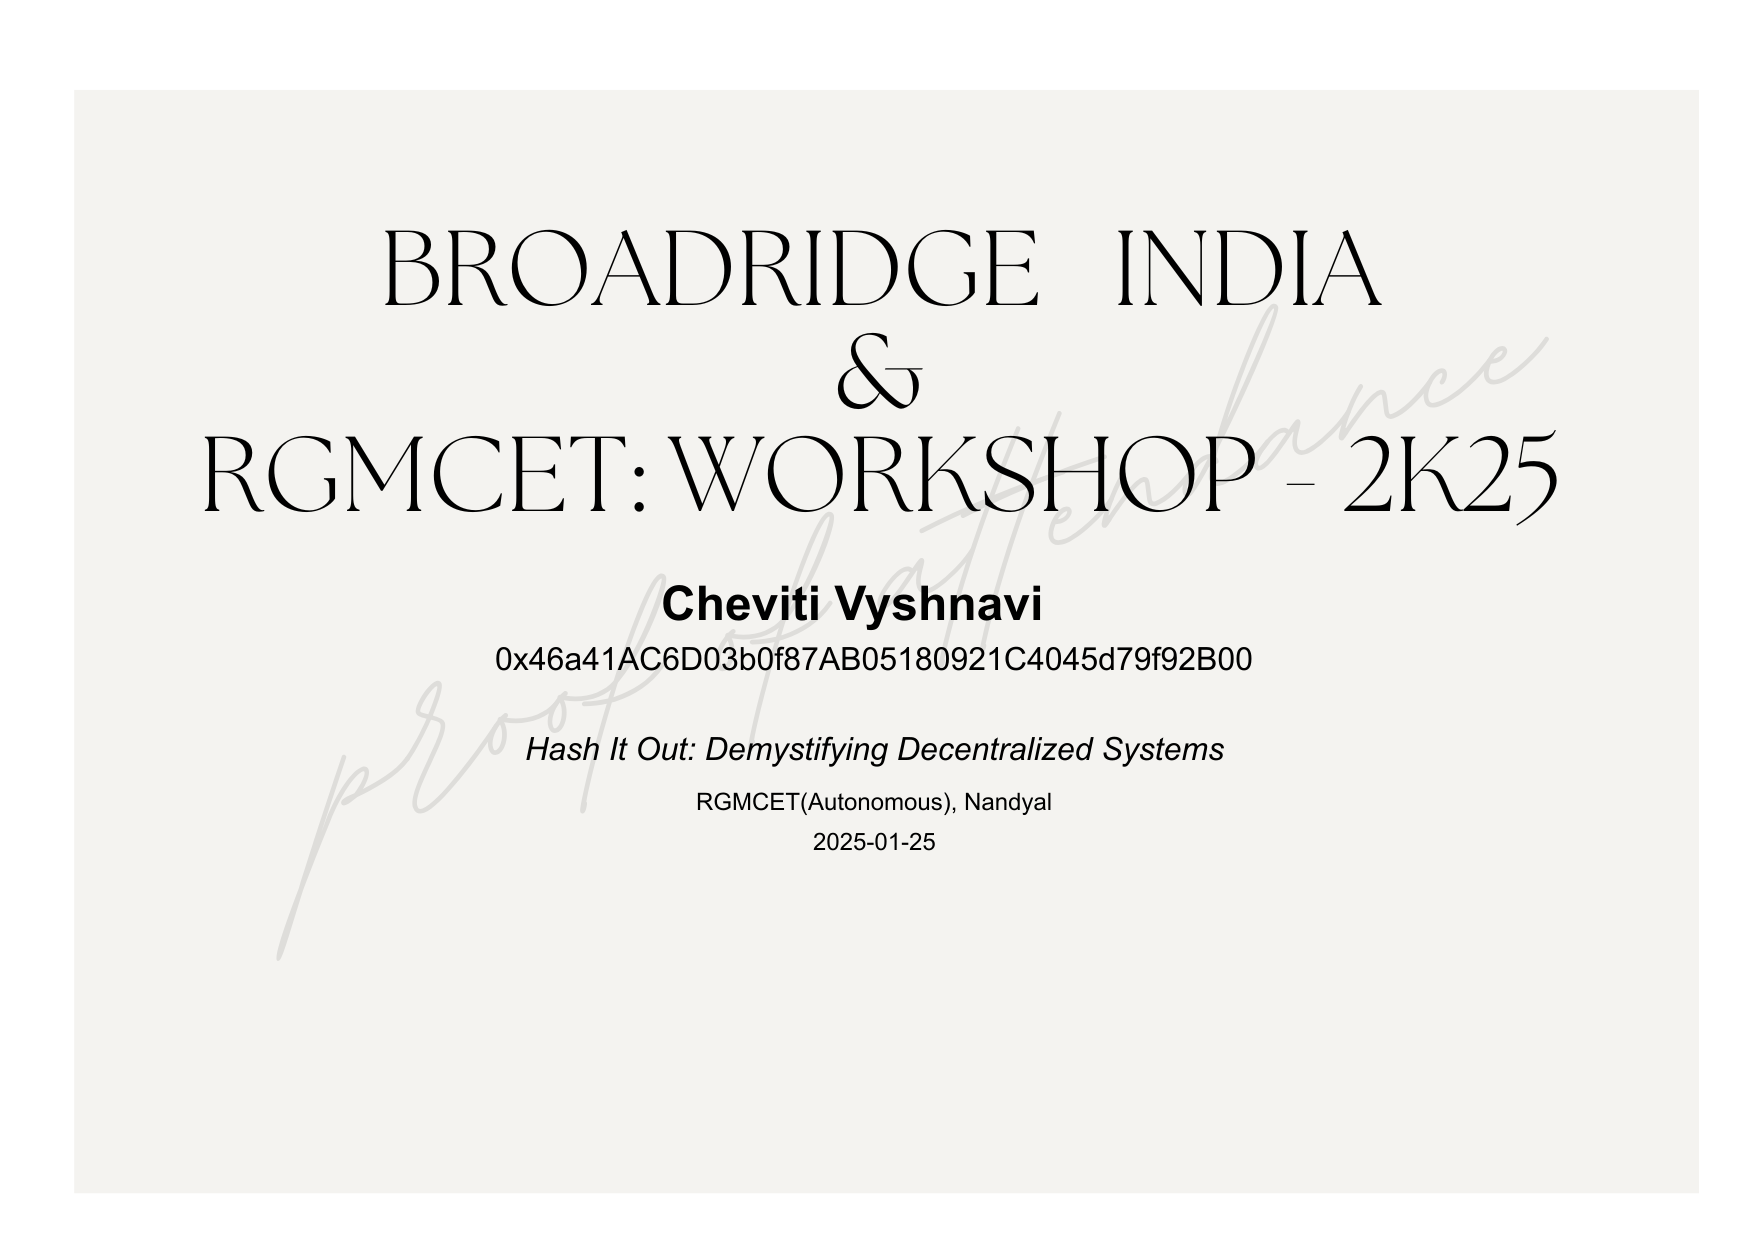 BROADRIDGE INDIA
&
RGMCET: WORKSHOP - 2K25
proof of attendance
Cheviti Vyshnavi
0x46a41AC6D03b0f87AB05180921C4045d79f92B00
Hash It Out: Demystifying Decentralized Systems
RGMCET(Autonomous), Nandyal
2025-01-25